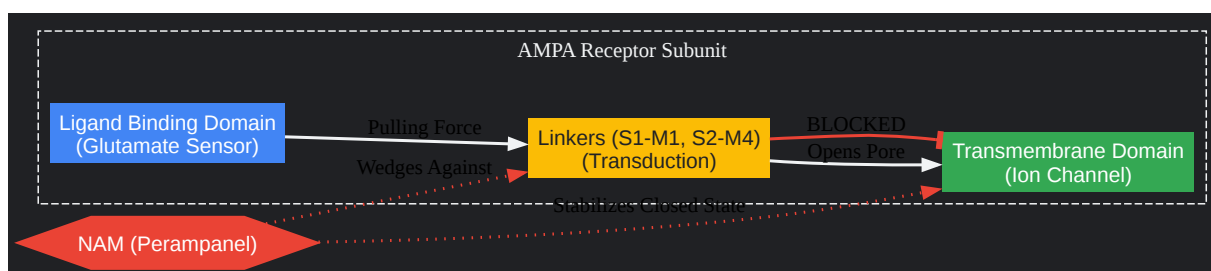 AMPA Receptor Subunit
Ligand Binding Domain
(Glutamate Sensor)
Pulling Force
Wedges Against
Linkers (S1-M1, S2-M4)
(Transduction)
BLOCKED
Opens Pore
Transmembrane Domain
(Ion Channel)
Stabilizes Closed State
NAM (Perampanel)